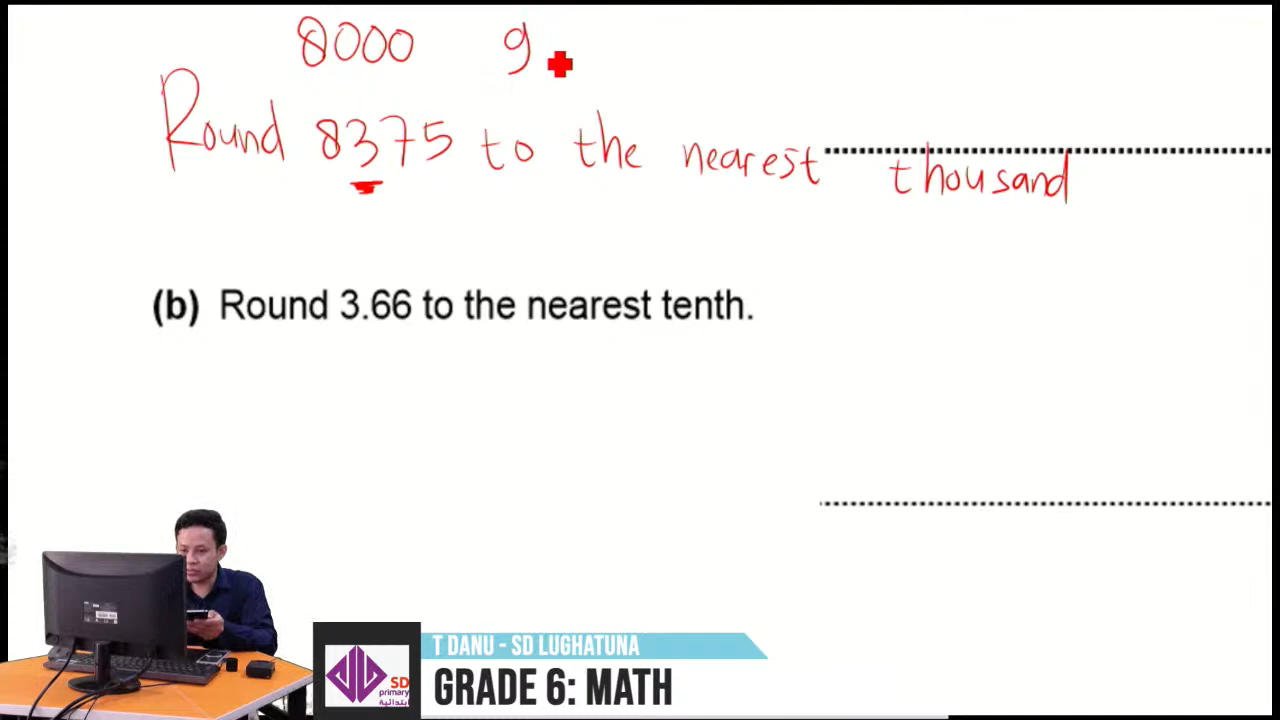 8000 9
Round 8375 to the nearest thousand
(b) Round 3.66 to the nearest tenth.
T DANU - SD LUGHATUNA
SD
primary
ابتدائية
GRADE 6: MATH